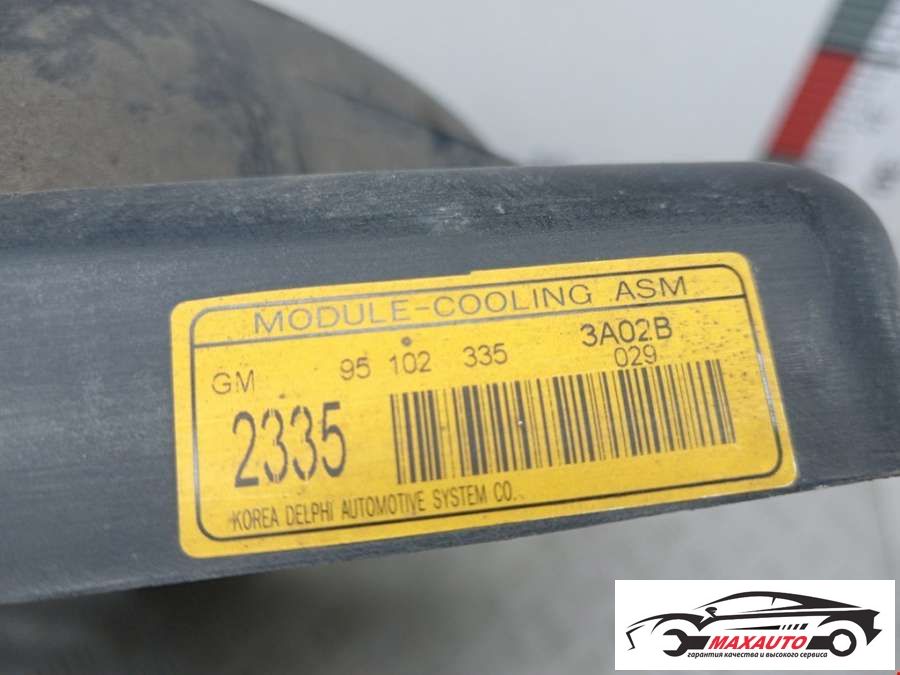 MODULE-COOLING ASM
GM 95 102 335 3A02B
029
2335
KOREA DELPHI AUTOMOTIVE SYSTEM CO.
MAXAUTO
гарантия качества и высокого сервиса